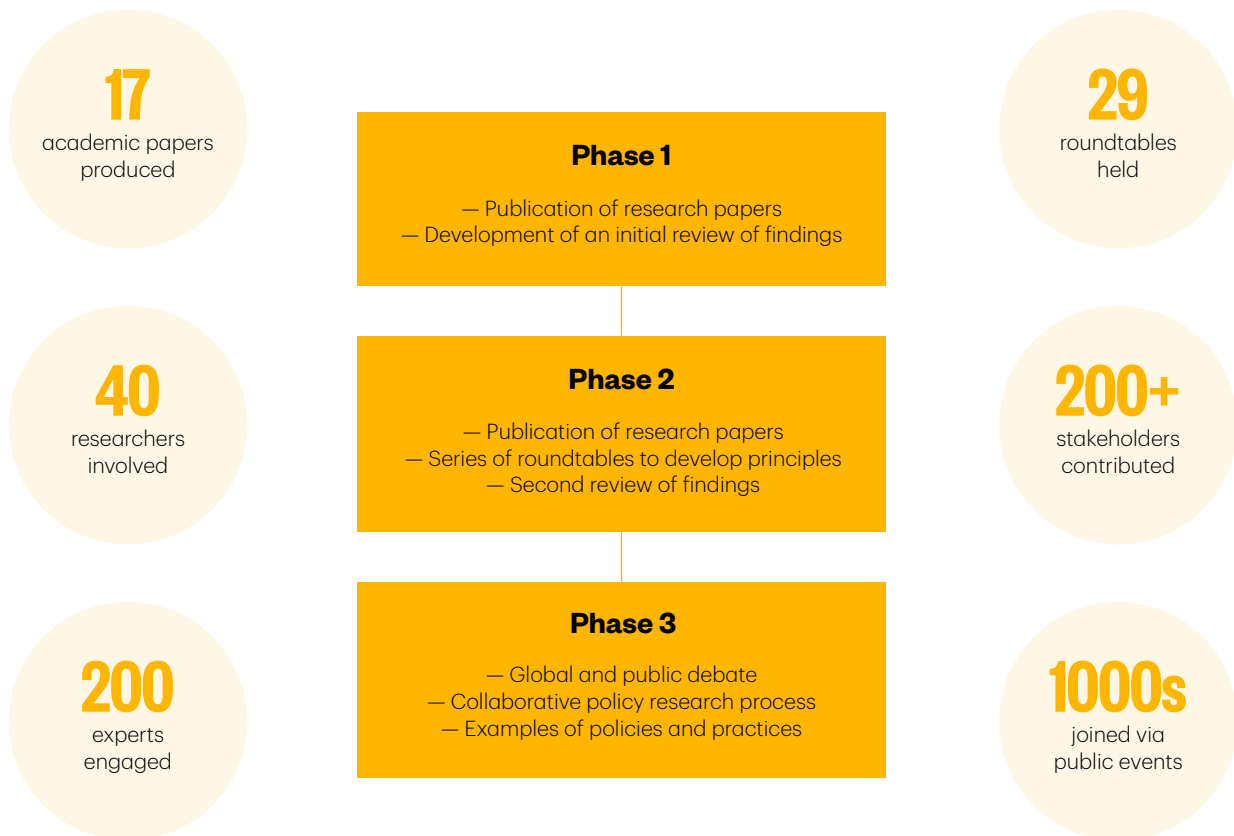 17
academic papers
produced
40
researchers
involved
200
experts
engaged
Phase 1
— Publication of research papers
— Development of an initial review of findings
Phase 2
— Publication of research papers
— Series of roundtables to develop principles
— Second review of findings
Phase 3
— Global and public debate
— Collaborative policy research process
— Examples of policies and practices
29
roundtables
held
200+
stakeholders
contributed
1000s
joined via
public events